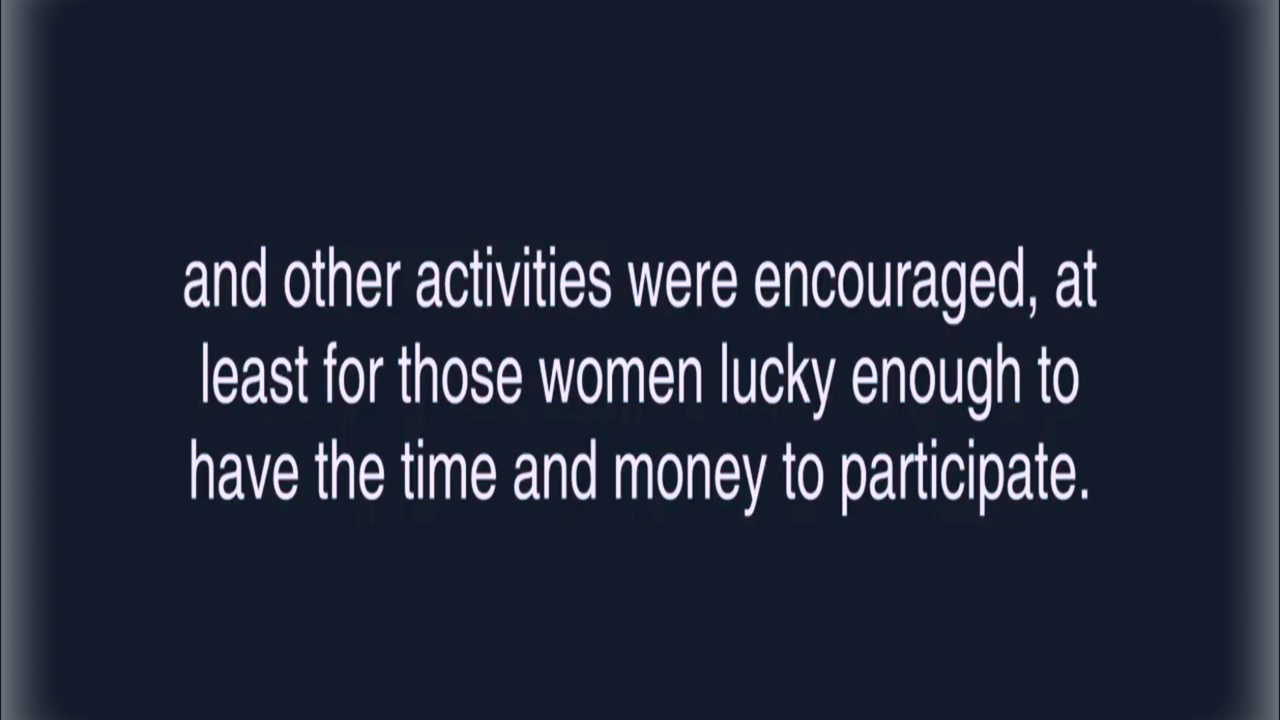 and other activities were encouraged, at
least for those women lucky enough to
have the time and money to participate.